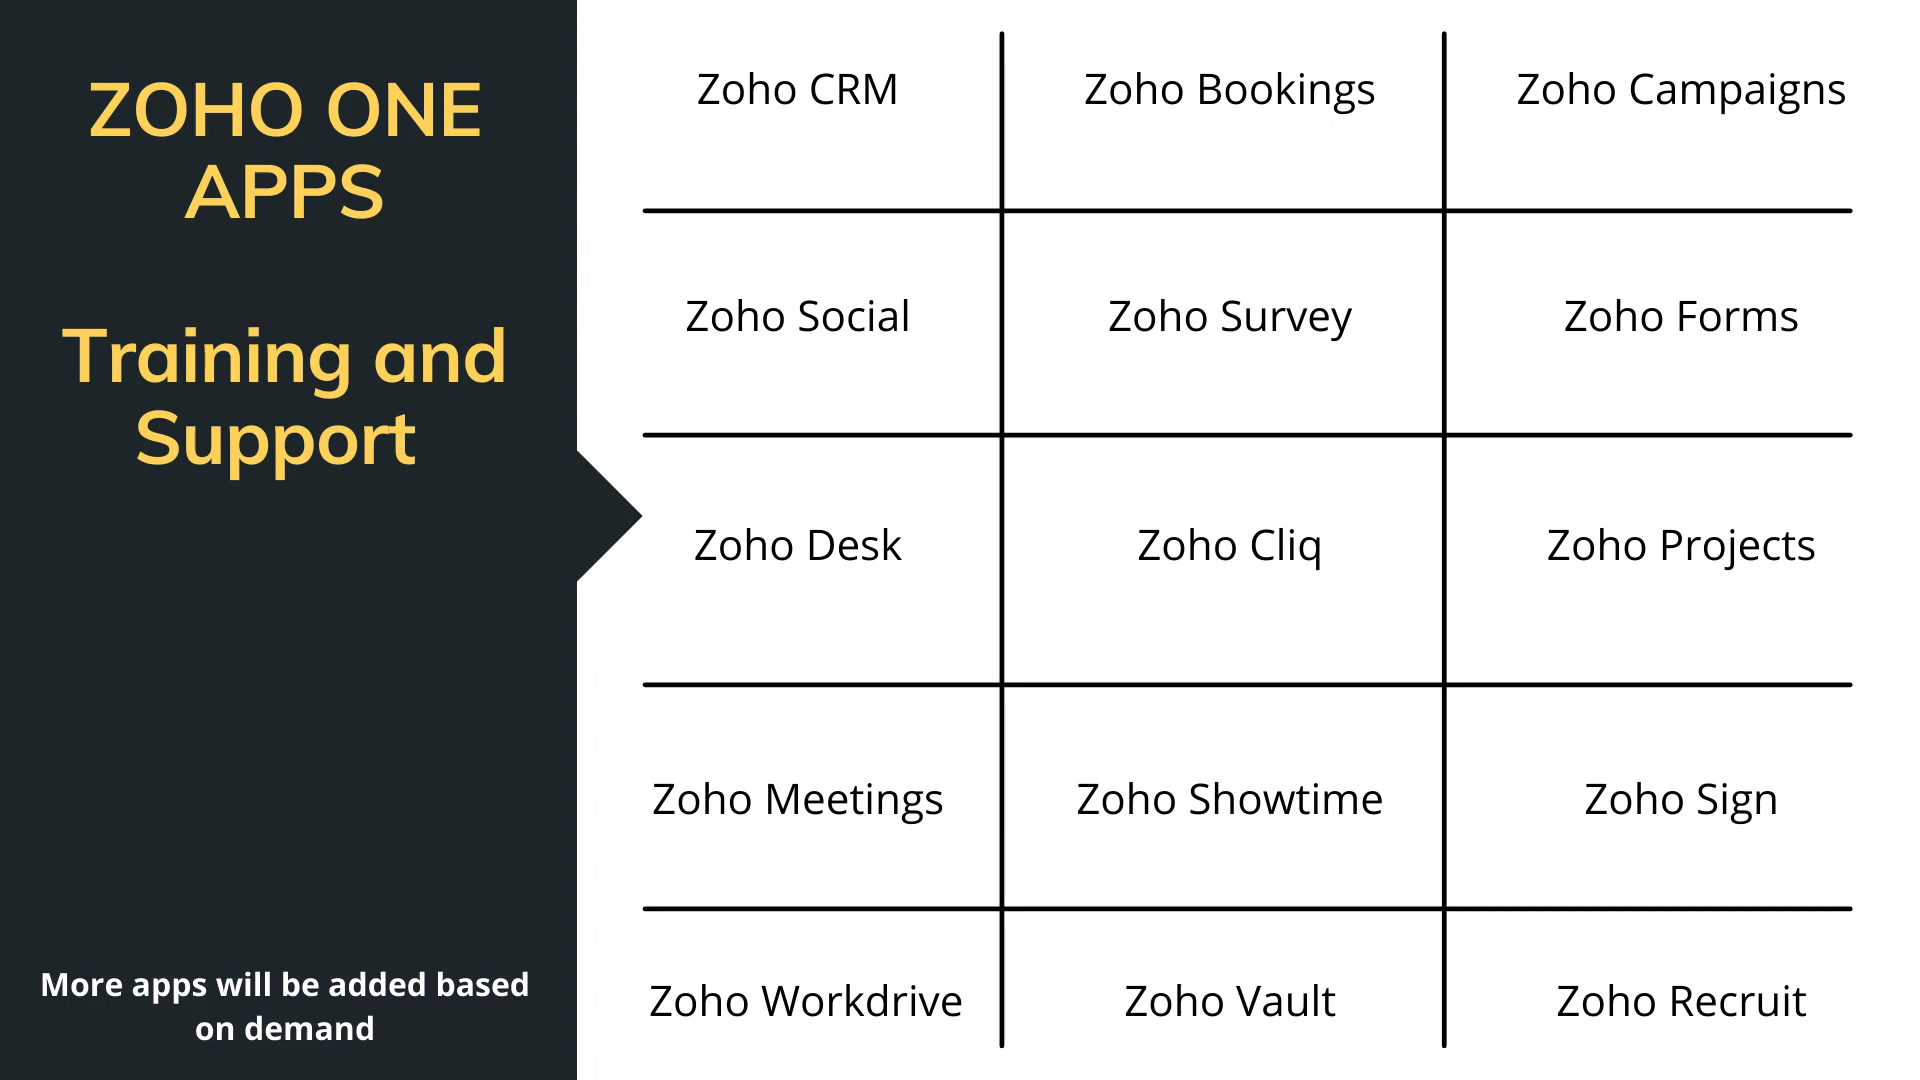 ZOHO ONE
APPS
Training and
Support
More apps will be added based
on demand
Zoho CRM
Zoho Bookings
Zoho Campaigns
Zoho Social
Zoho Survey
Zoho Forms
Zoho Desk
Zoho Cliq
Zoho Projects
Zoho Meetings
Zoho Showtime
Zoho Sign
Zoho Workdrive
Zoho Vault
Zoho Recruit